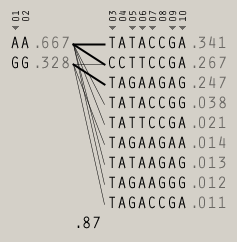 01 02 03 04 05 06 07 08 09 10
AA .667 TATACCGA .341
GG .328 CCTTCCGA .267
TAGAAGAG .247
TATACCGG .038
TATTCCGA .021
TAGAAGAA .014
TATAAGAG .013
TAGAAGGG .012
TAGACCGA .011
.87